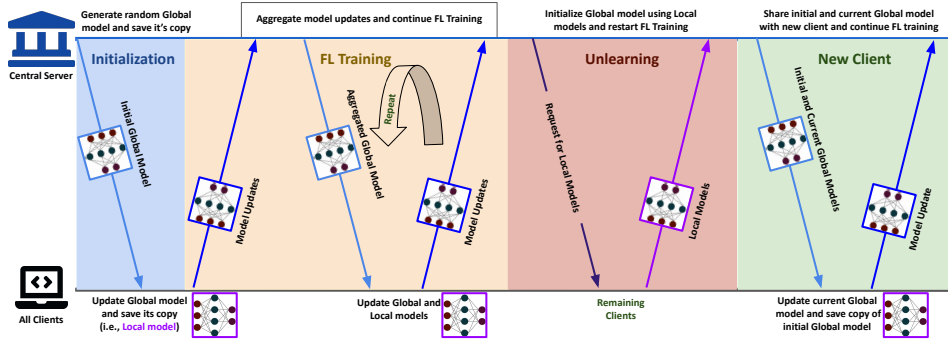 Generate random Global
model and save it's copy
Aggregate model updates and continue FL Training
Initialize Global model using Local
models and restart FL Training
Share initial and current Global model
with new client and continue FL training
Central Server
Initialization
FL Training
Unlearning
New Client
Initial Global Model
Model Updates
Aggregated Global Model
Repeat
Model Updates
Request for Local Models
Local Models
Initial and Current Global Models
Model Update
All Clients
Update Global model
and save its copy
(i.e., Local model)
Update Global and
Local models
Remaining
Clients
Update current Global
model and save copy of
initial Global model